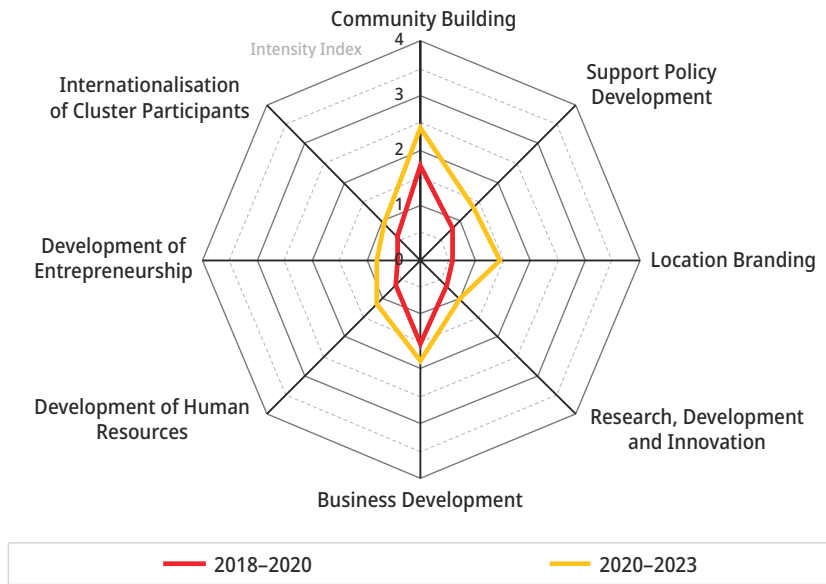 Community Building
Intensity Index
4
3
2
1
0
Support Policy
Development
Location Branding
Research, Development
and Innovation
Business Development
Development of Human
Resources
Development of
Entrepreneurship
Internationalisation
of Cluster Participants
2018–2020
2020–2023